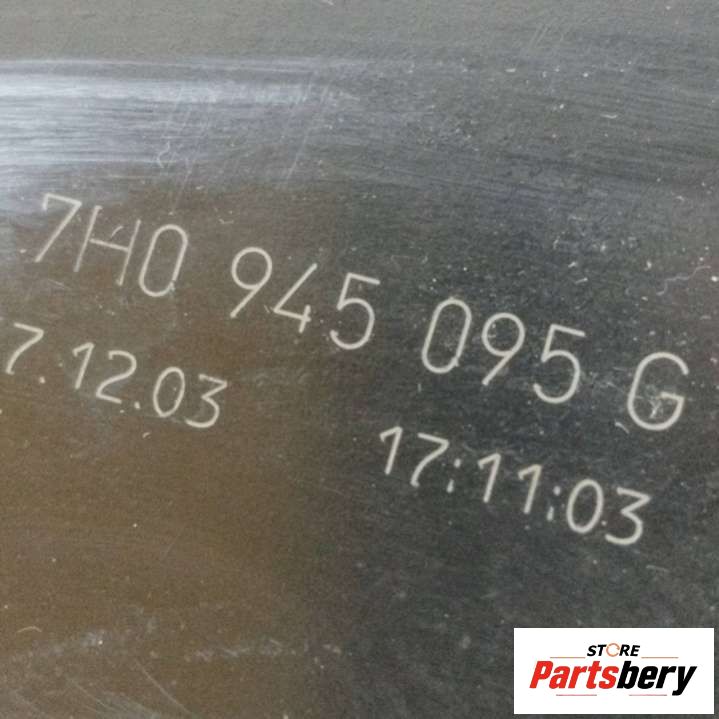 7H0 945 095 G
7.12.03
17:11:03
STORE
Partsbery